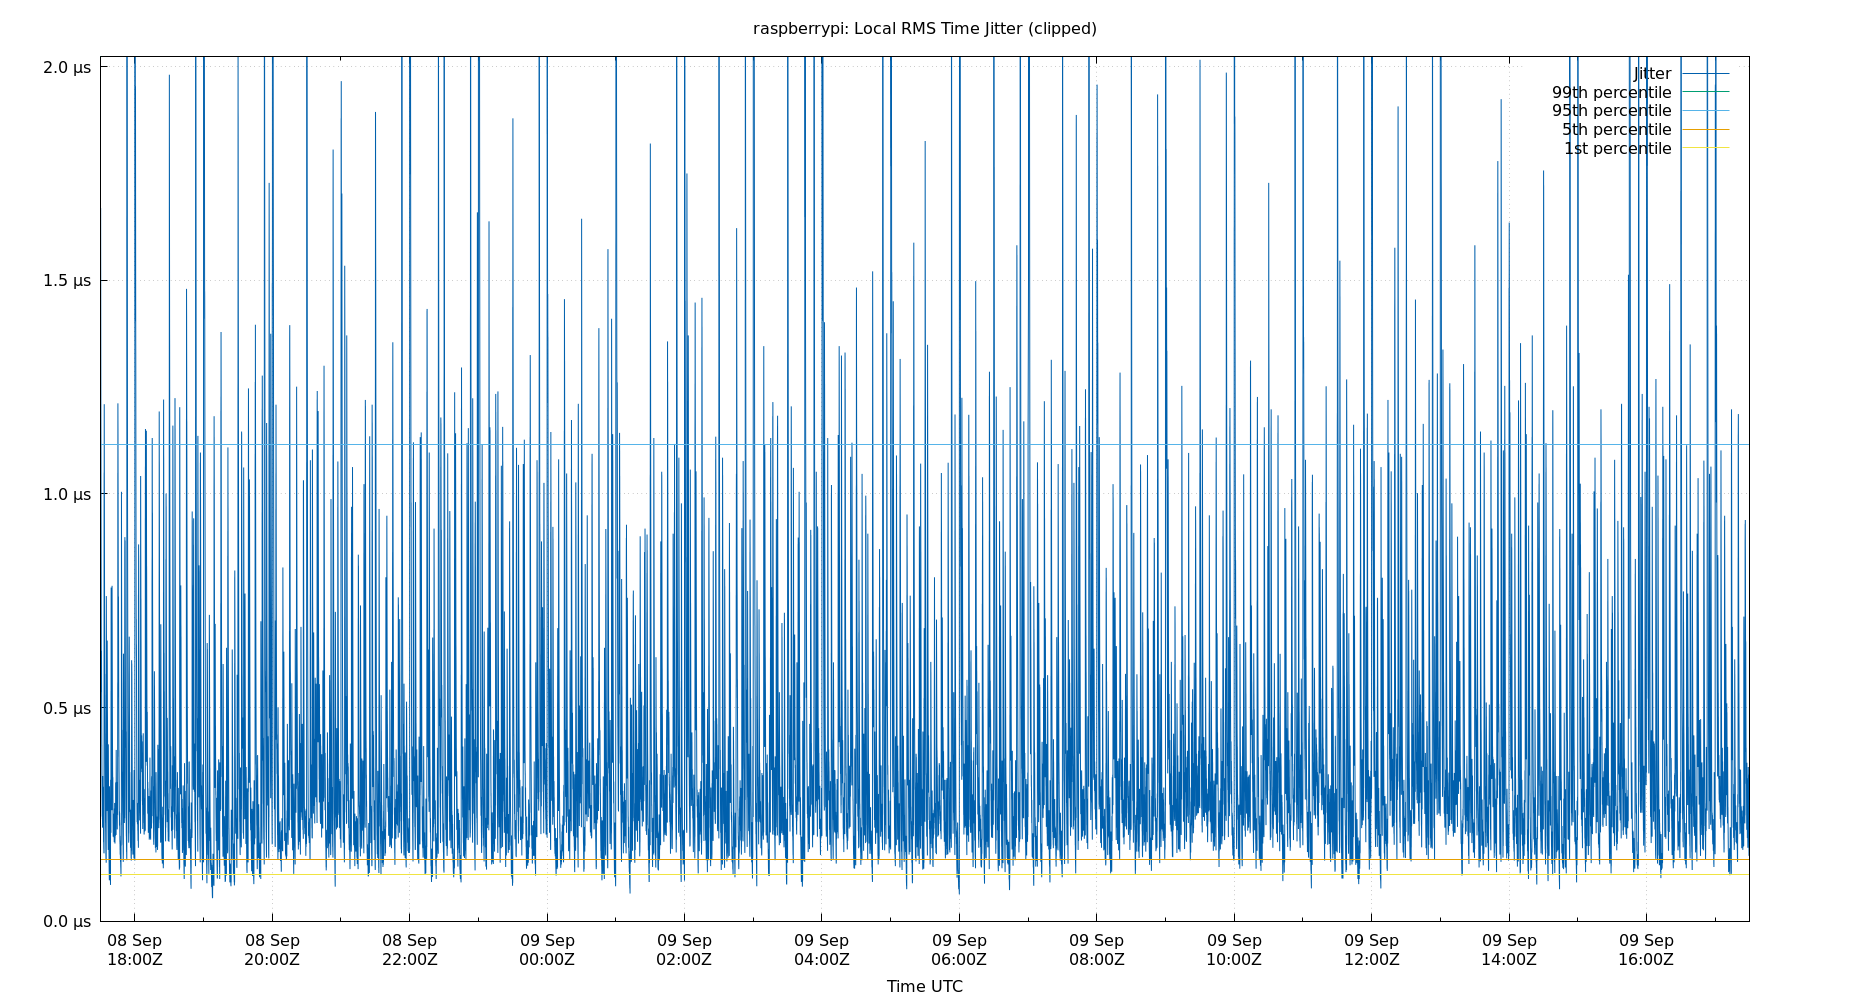 raspberrypi: Local RMS Time Jitter (clipped)
2.0 µs
1.5 µs
1.0 µs
0.5 µs
0.0 µs
Jitter
99th percentile
95th percentile
5th percentile
1st percentile
08 Sep 08 Sep 08 Sep 09 Sep 09 Sep 09 Sep 09 Sep 09 Sep 09 Sep 09 Sep 09 Sep 09 Sep
18:00Z 20:00Z 22:00Z 00:00Z 02:00Z 04:00Z 06:00Z 08:00Z 10:00Z 12:00Z 14:00Z 16:00Z
Time UTC